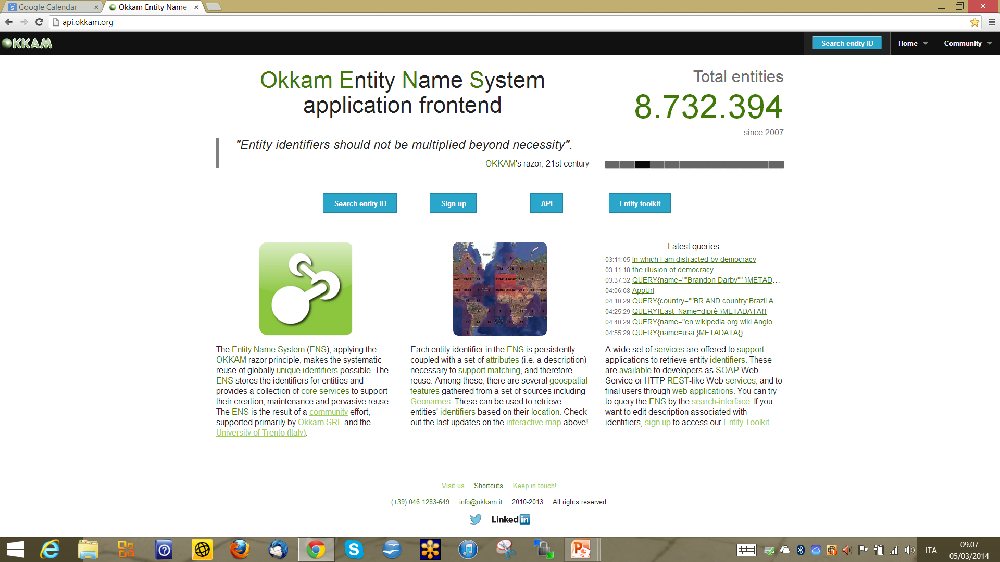 Google Calendar
Okkam Entity Name
api.okkam.org
OKKAM
Search entity ID
Home
Community
Okkam Entity Name System
application frontend
Total entities
8.732.394
since 2007
"Entity identifiers should not be multiplied beyond necessity".
OKKAM's razor, 21st century
Search entity ID
Sign up
API
Entity toolkit
Latest queries:
03:11:05 In which I am distracted by democracy
03:11:18 the illusion of democracy
03:37:32 QUERY{name=""Brandon Darby"" }METAD...
04:06:08 AppUrl
04:10:29 QUERY{country=""BR AND country:Brazil A...
04:25:29 QUERY{Last_Name=diprè }METADATA{}
04:40:29 QUERY{name="en.wikipedia.org wiki Anglo ...
04:55:29 QUERY{name=usa }METADATA{}
The Entity Name System (ENS), applying the
OKKAM razor principle, makes the systematic
reuse of globally unique identifiers possible. The
ENS stores the identifiers for entities and
provides a collection of core services to support
their creation, maintenance and pervasive reuse.
The ENS is the result of a community effort,
supported primarily by Okkam SRL and the
University of Trento (Italy).
Each entity identifier in the ENS is persistently
coupled with a set of attributes (i.e. a description)
necessary to support matching, and therefore
reuse. Among these, there are several geospatial
features gathered from a set of sources including
Geonames. These can be used to retrieve
entities' identifiers based on their location. Check
out the last updates on the interactive map above!
A wide set of services are offered to support
applications to retrieve entity identifiers. These
are available to developers as SOAP Web
Service or HTTP REST-like Web services, and to
final users through web applications. You can try
to query the ENS by the search-interface. If you
want to edit description associated with
identifiers, sign up to access our Entity Toolkit.
Visit us Shortcuts Keep in touch!
(+39) 046 1283-649 info@okkam.it 2010-2013 All rights reserved
Linked in
ITA
09.07
05/03/2014